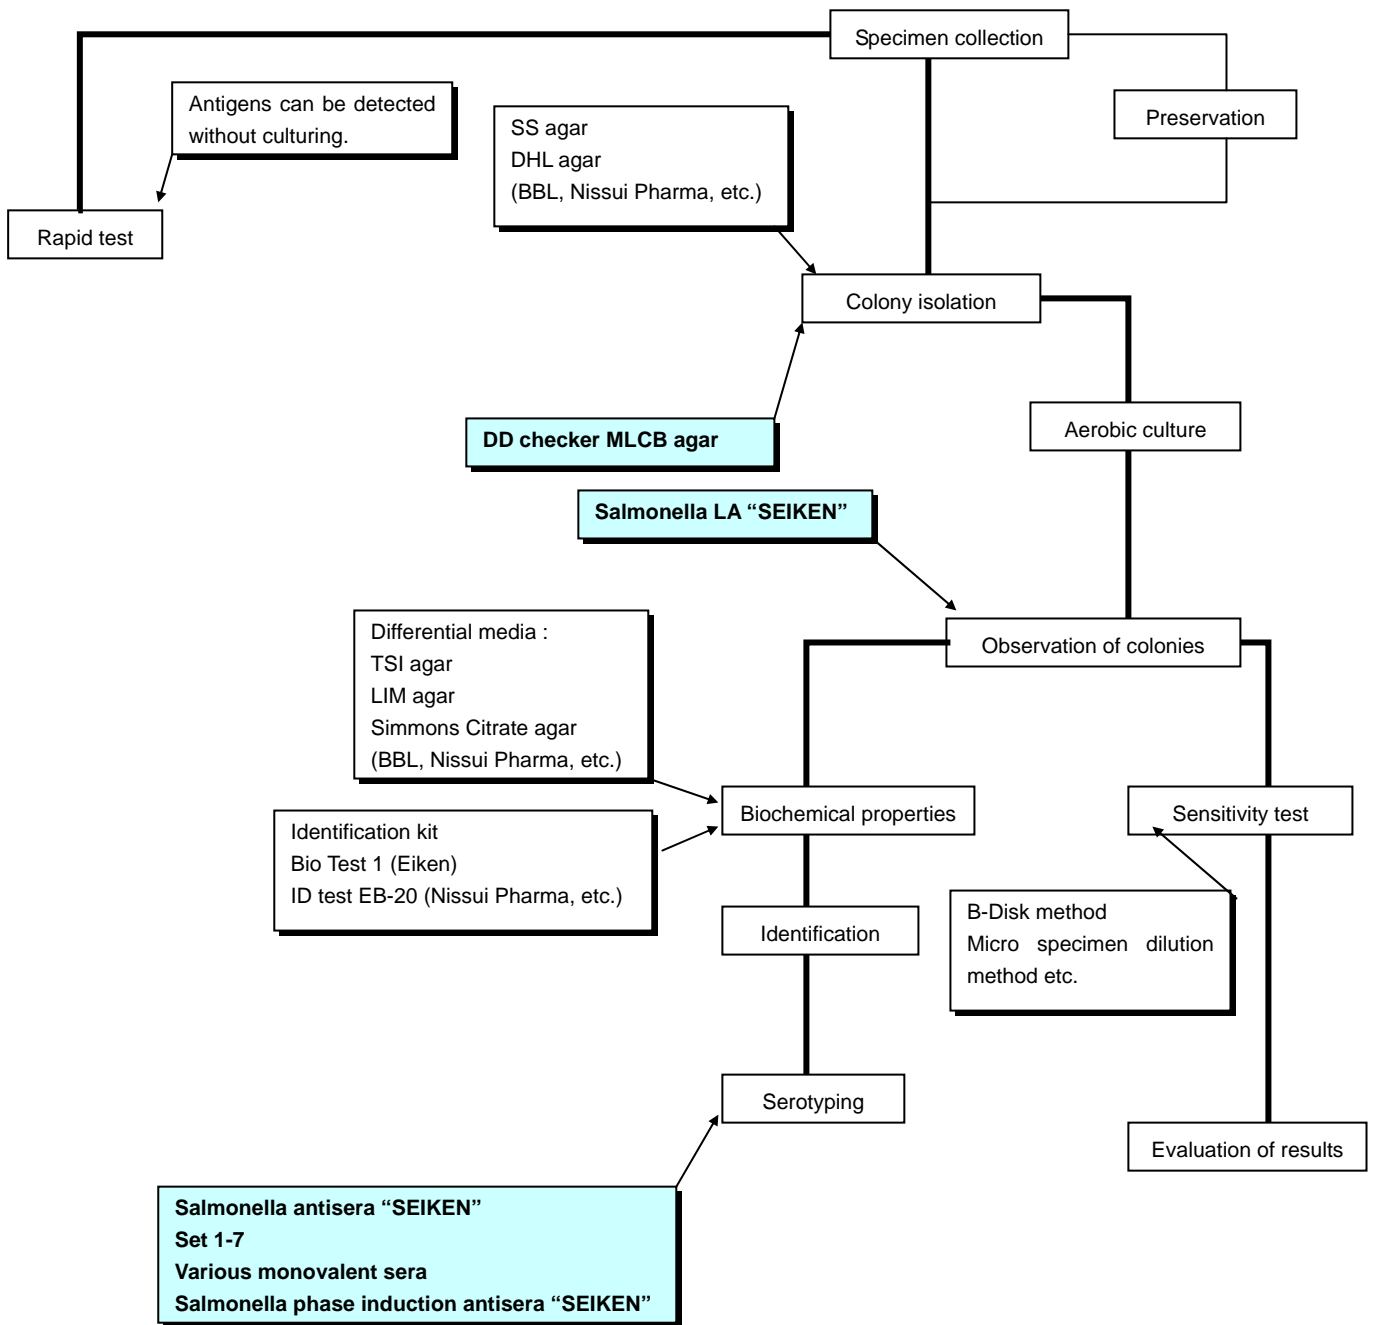 Specimen collection
Antigens can be detected
without culturing.
SS agar
DHL agar
(BBL, Nissui Pharma, etc.)
Preservation
Rapid test
Colony isolation
DD checker MLCB agar
Aerobic culture
Salmonella LA “SEIKEN”
Differential media :
TSI agar
LIM agar
Simmons Citrate agar
(BBL, Nissui Pharma, etc.)
Observation of colonies
Identification kit
Bio Test 1 (Eiken)
ID test EB-20 (Nissui Pharma, etc.)
Biochemical properties
Sensitivity test
Identification
B-Disk method
Micro specimen dilution
method etc.
Serotyping
Evaluation of results
Salmonella antisera “SEIKEN”
Set 1-7
Various monovalent sera
Salmonella phase induction antisera “SEIKEN”